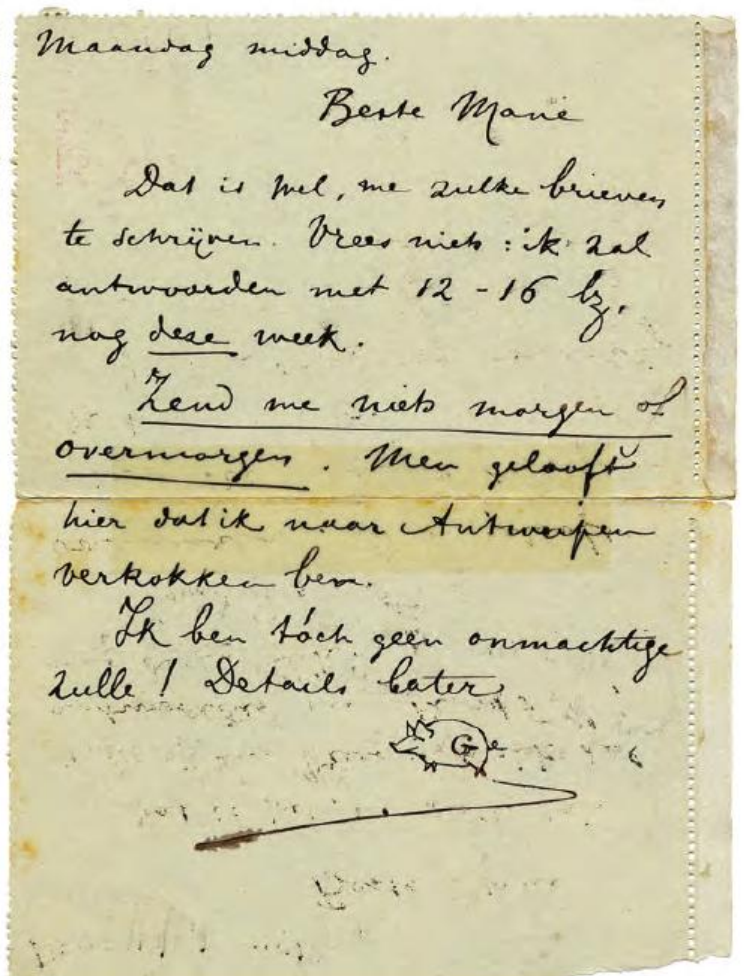 Maandag middag.
Beste Marie
Dat is wel, me zulke brieven
te schrijven. Vrees niets : ik zal
antwoorden met 12 - 16 bz.
nog deze week.
Zend me niets morgen of
overmorgen. Men gelooft
hier dat ik naar Antwerpen
vertrokken ben.
Ik ben tóch geen onmachtige
zulle ! Details later
G